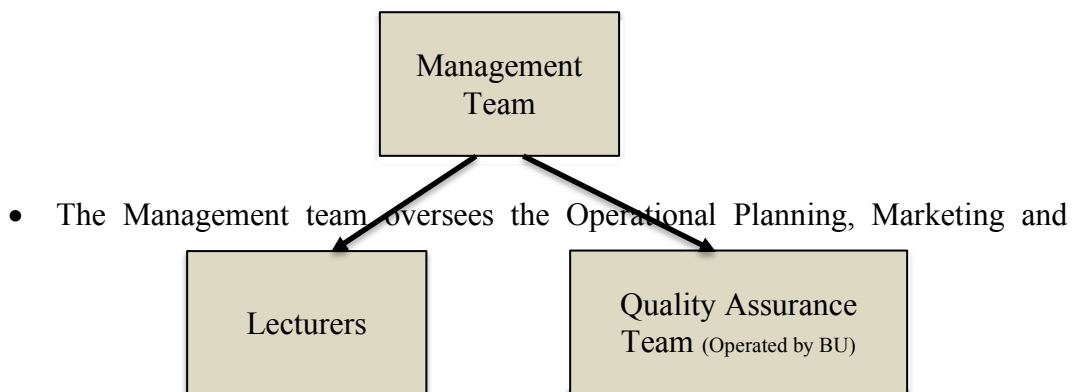 Management
Team
• The Management team oversees the Operational Planning, Marketing and
Lecturers
Quality Assurance
Team (Operated by BU)